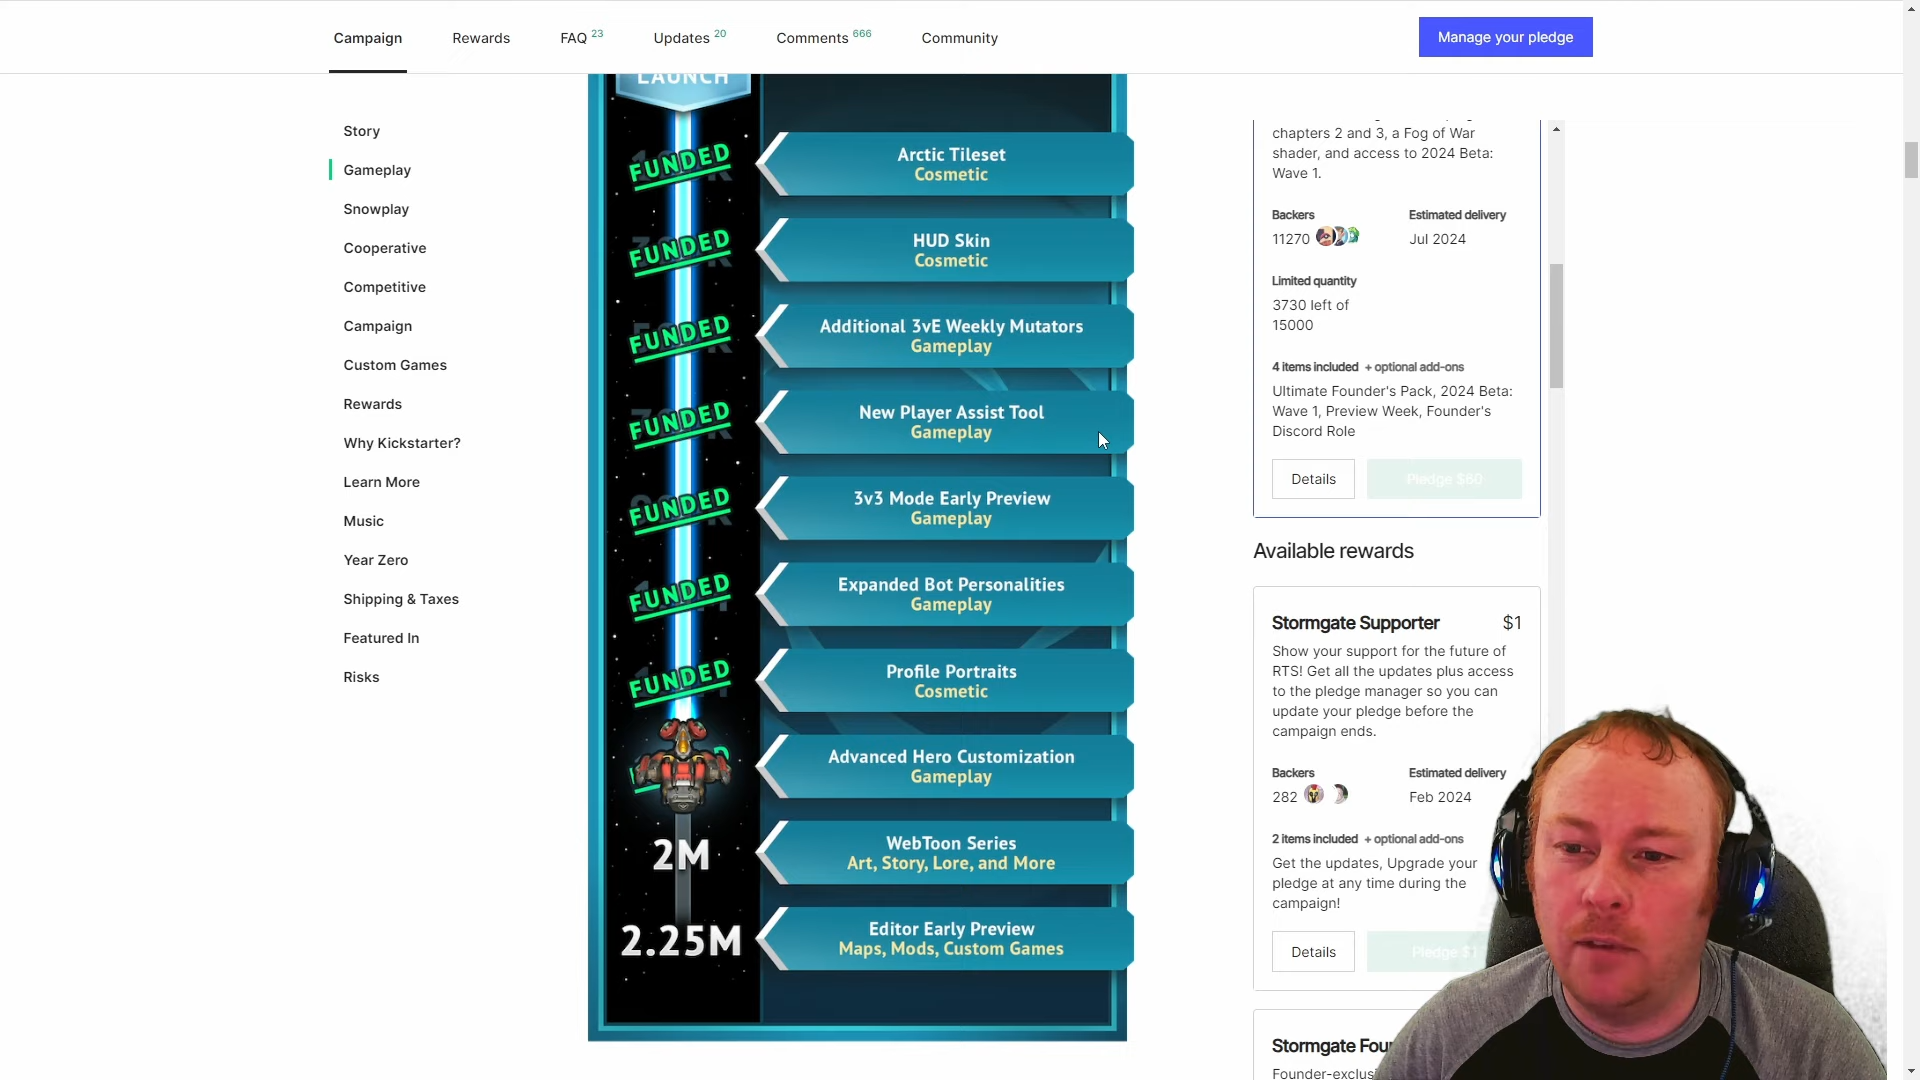 Campaign
Rewards
FAQ 23
Updates 20
Comments 666
Community
Manage your pledge
Story
Gameplay
Snowplay
Cooperative
Competitive
Campaign
Custom Games
Rewards
Why Kickstarter?
Learn More
Music
Year Zero
Shipping & Taxes
Featured In
Risks
LAUNCH
FUNDED
Arctic Tileset
Cosmetic
FUNDED
HUD Skin
Cosmetic
FUNDED
Additional 3vE Weekly Mutators
Gameplay
FUNDED
New Player Assist Tool
Gameplay
FUNDED
3v3 Mode Early Preview
Gameplay
FUNDED
Expanded Bot Personalities
Gameplay
FUNDED
Profile Portraits
Cosmetic
Advanced Hero Customization
Gameplay
2M
WebToon Series
Art, Story, Lore, and More
2.25M
Editor Early Preview
Maps, Mods, Custom Games
chapters 2 and 3, a Fog of War
shader, and access to 2024 Beta:
Wave 1.
Backers
11270
Estimated delivery
Jul 2024
Limited quantity
3730 left of
15000
4 items included + optional add-ons
Ultimate Founder's Pack, 2024 Beta:
Wave 1, Preview Week, Founder's
Discord Role
Details
Pledge $60
Available rewards
Stormgate Supporter $1
Show your support for the future of
RTS! Get all the updates plus access
to the pledge manager so you can
update your pledge before the
campaign ends.
Backers
282
Estimated delivery
Feb 2024
2 items included + optional add-ons
Get the updates, Upgrade your
pledge at any time during the
campaign!
Details
Pledge $1
Stormgate